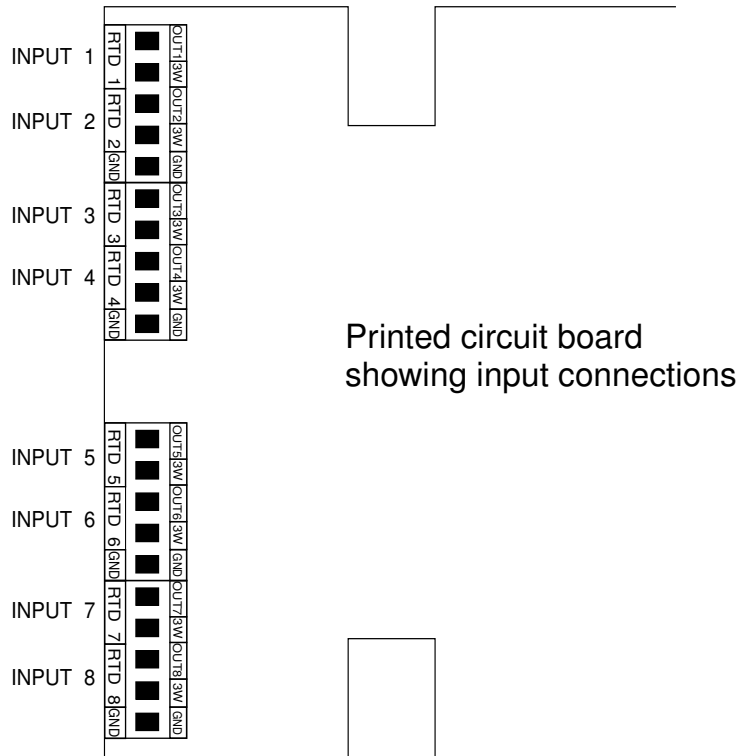 INPUT 1
RTD 1
OUT1
3W
INPUT 2
RTD 2
OUT2
3W
GND
GND
INPUT 3
RTD 3
OUT3
3W
INPUT 4
RTD 4
OUT4
3W
GND
GND
Printed circuit board
showing input connections
INPUT 5
RTD 5
OUT5
3W
INPUT 6
RTD 6
OUT6
3W
GND
GND
INPUT 7
RTD 7
OUT7
3W
INPUT 8
RTD 8
OUT8
3W
GND
GND